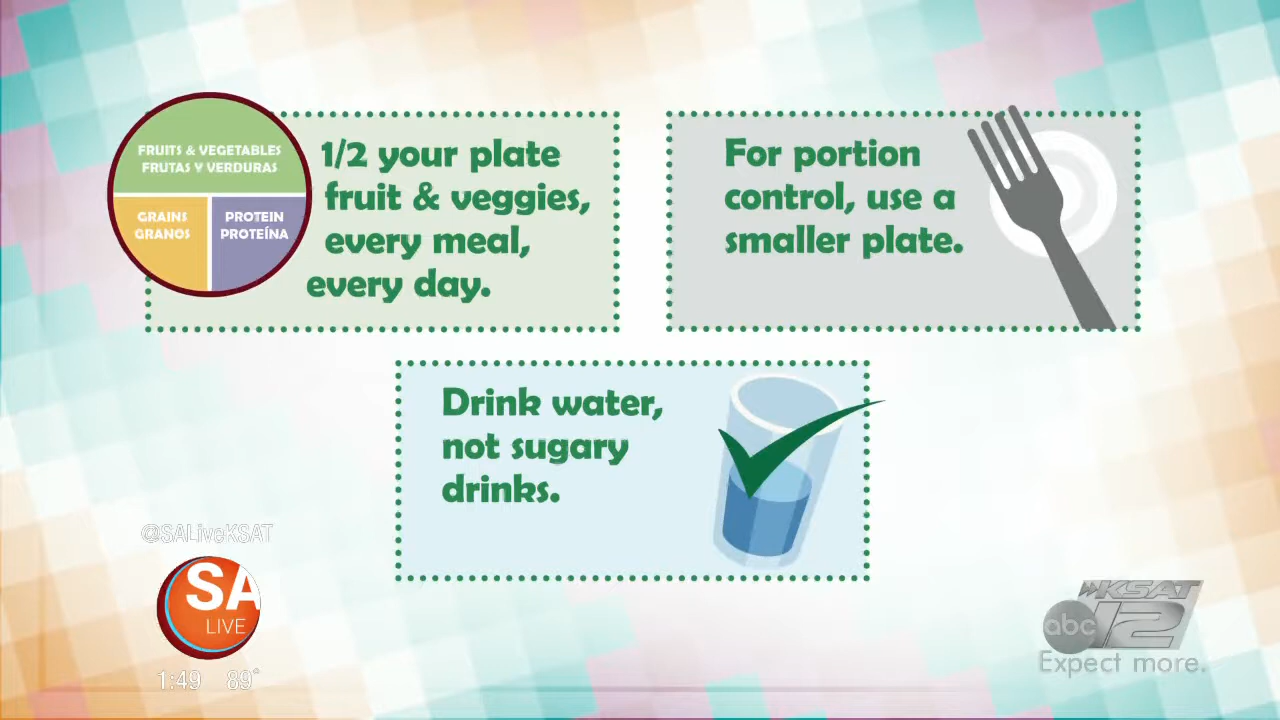 FRUITS & VEGETABLES
FRUTAS Y VERDURAS
GRAINS
GRANOS
PROTEIN
PROTEÍNA
1/2 your plate
fruit & veggies,
every meal,
every day.
For portion
control, use a
smaller plate.
Drink water,
not sugary
drinks.
@SALiveKSAT
SA
LIVE
1:49 89°
KSAT
abc 12
Expect more.